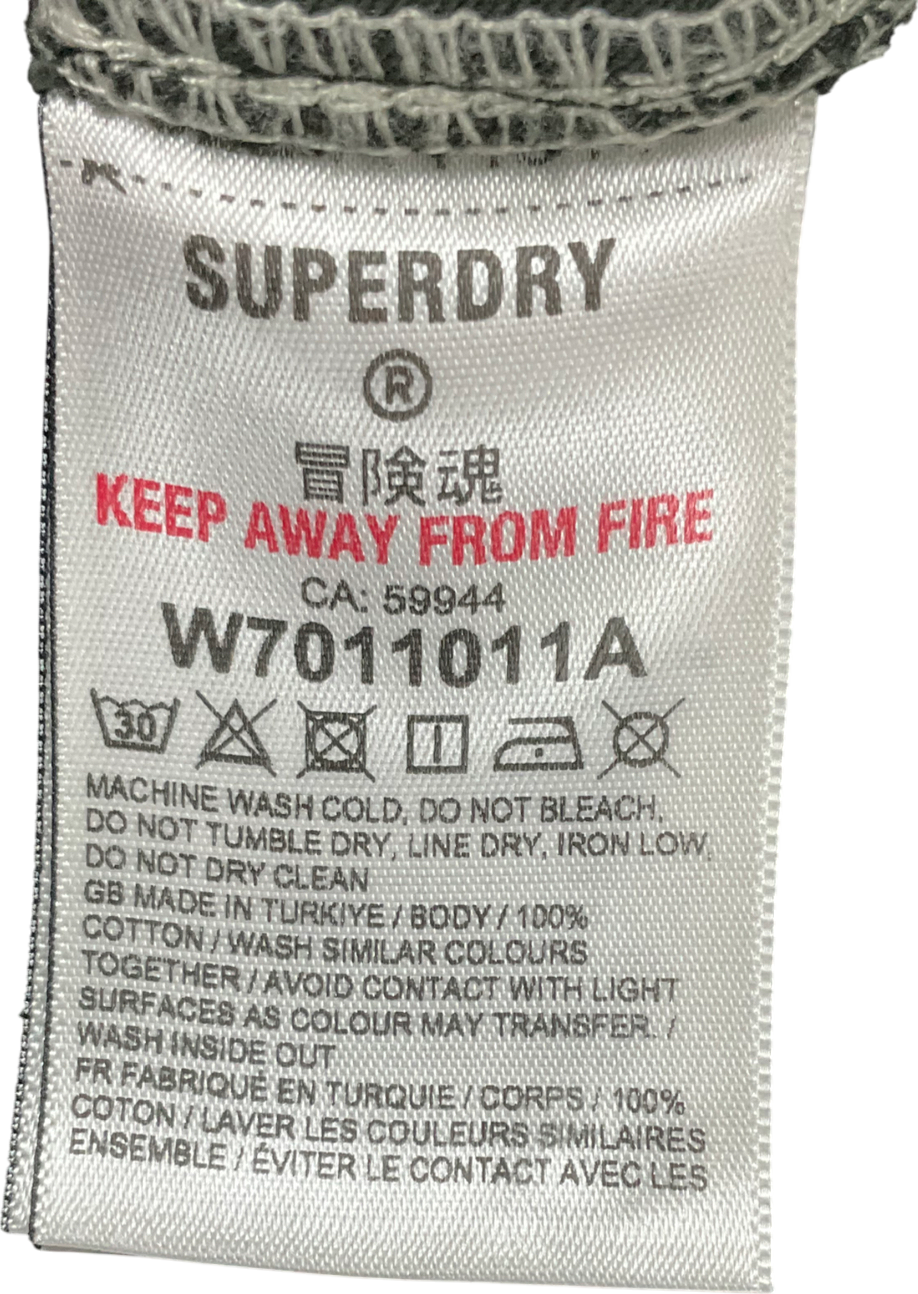 SUPERDRY
®
冒険魂
KEEP AWAY FROM FIRE
CA: 59944
W7011011A
30
MACHINE WASH COLD, DO NOT BLEACH,
DO NOT TUMBLE DRY, LINE DRY, IRON LOW,
DO NOT DRY CLEAN
GB MADE IN TURKIYE / BODY / 100%
COTTON / WASH SIMILAR COLOURS
TOGETHER / AVOID CONTACT WITH LIGHT
SURFACES AS COLOUR MAY TRANSFER. /
WASH INSIDE OUT
FR FABRIQUÉ EN TURQUIE / CORPS / 100%
COTON / LAVER LES COULEURS SIMILAIRES
ENSEMBLE / ÉVITER LE CONTACT AVEC LES